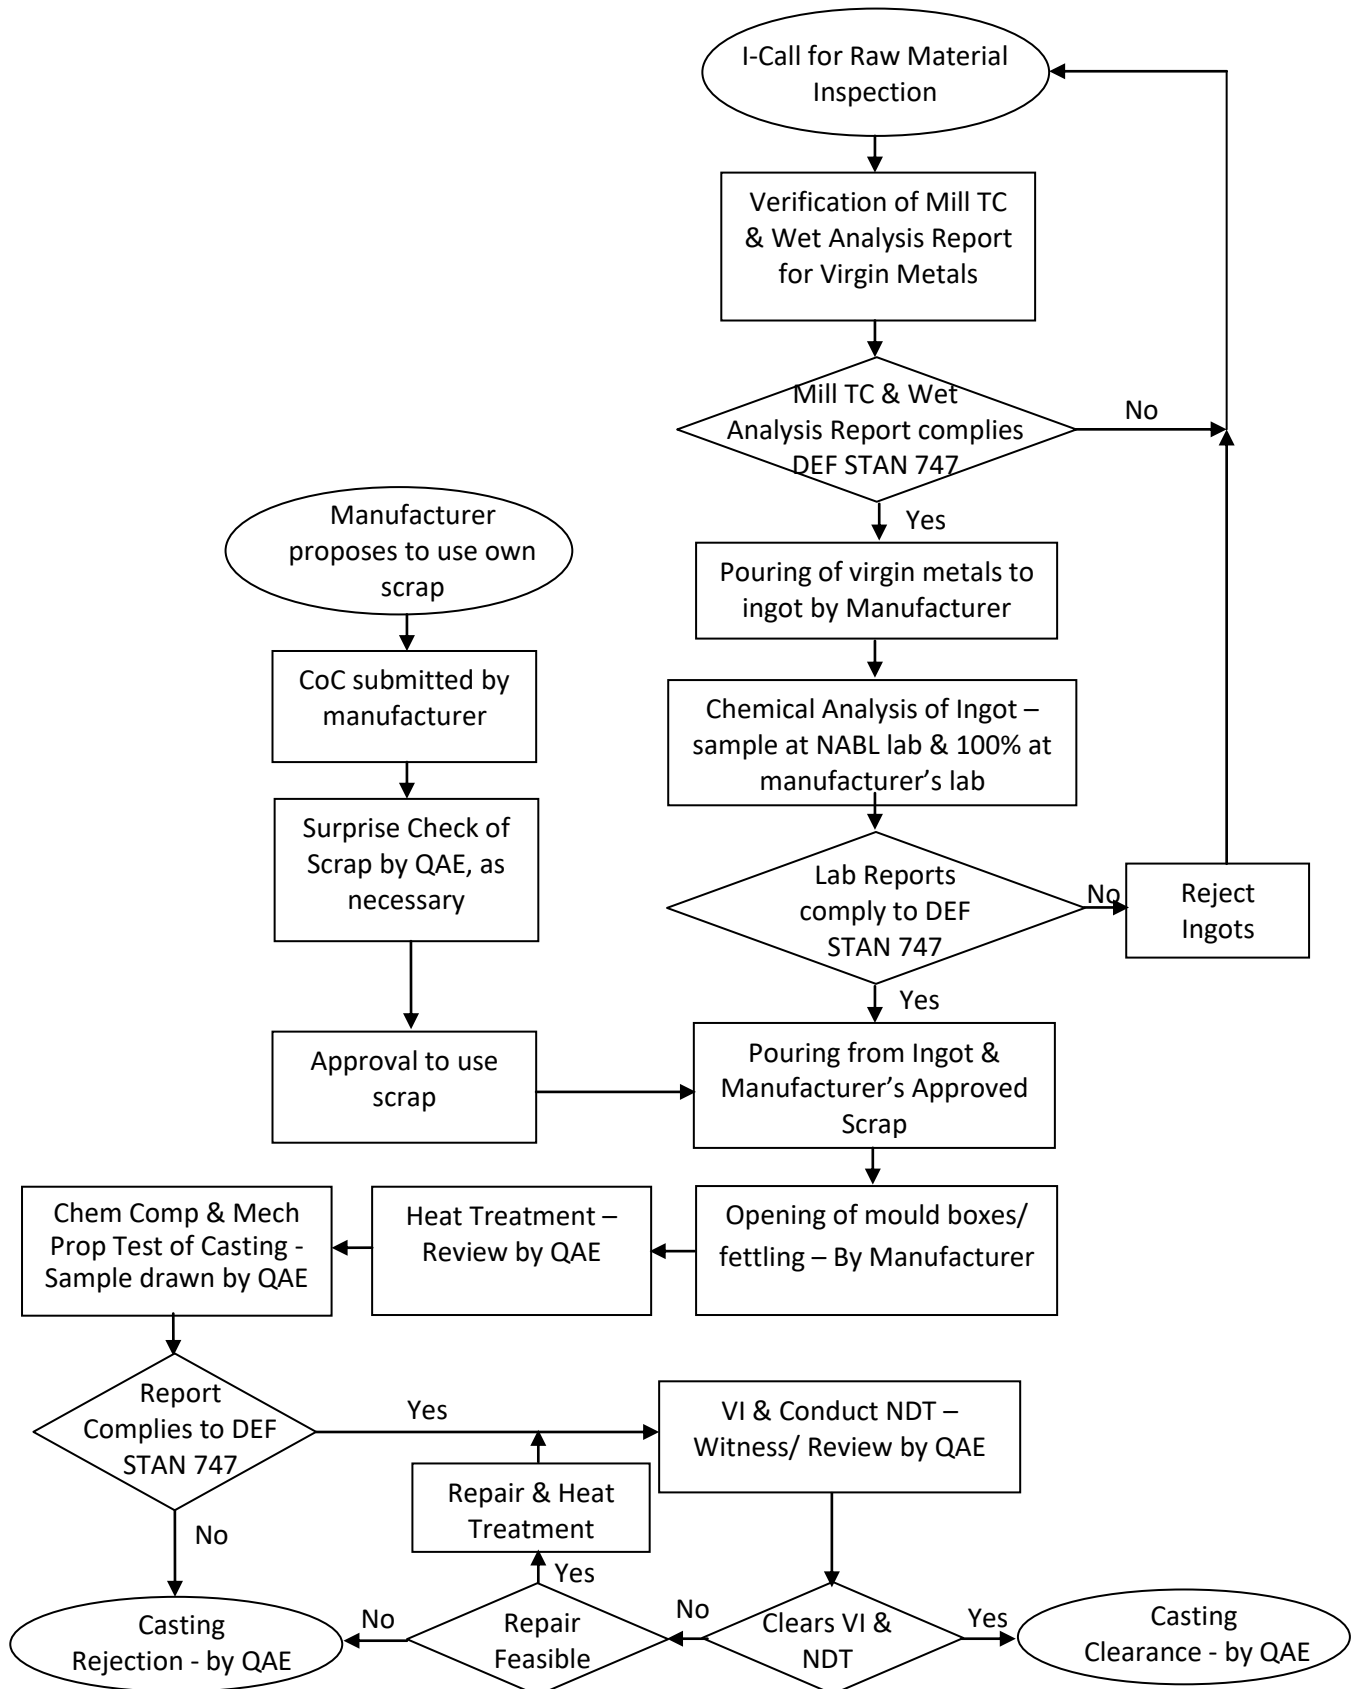 I-Call for Raw Material
Inspection
Verification of Mill TC
& Wet Analysis Report
for Virgin Metals
Mill TC & Wet
Analysis Report complies
DEF STAN 747
No
Yes
Manufacturer
proposes to use own
scrap
Pouring of virgin metals to
ingot by Manufacturer
CoC submitted by
manufacturer
Chemical Analysis of Ingot –
sample at NABL lab & 100% at
manufacturer’s lab
Surprise Check of
Scrap by QAE, as
necessary
Lab Reports
comply to DEF
STAN 747
No
Reject
Ingots
Yes
Approval to use
scrap
Pouring from Ingot &
Manufacturer’s Approved
Scrap
Chem Comp & Mech
Prop Test of Casting -
Sample drawn by QAE
Heat Treatment –
Review by QAE
Opening of mould boxes/
fettling – By Manufacturer
Report
Complies to DEF
STAN 747
Yes
VI & Conduct NDT –
Witness/ Review by QAE
Repair & Heat
Treatment
No
Yes
Casting
Rejection - by QAE
No
Repair
Feasible
No
Clears VI &
NDT
Yes
Casting
Clearance - by QAE